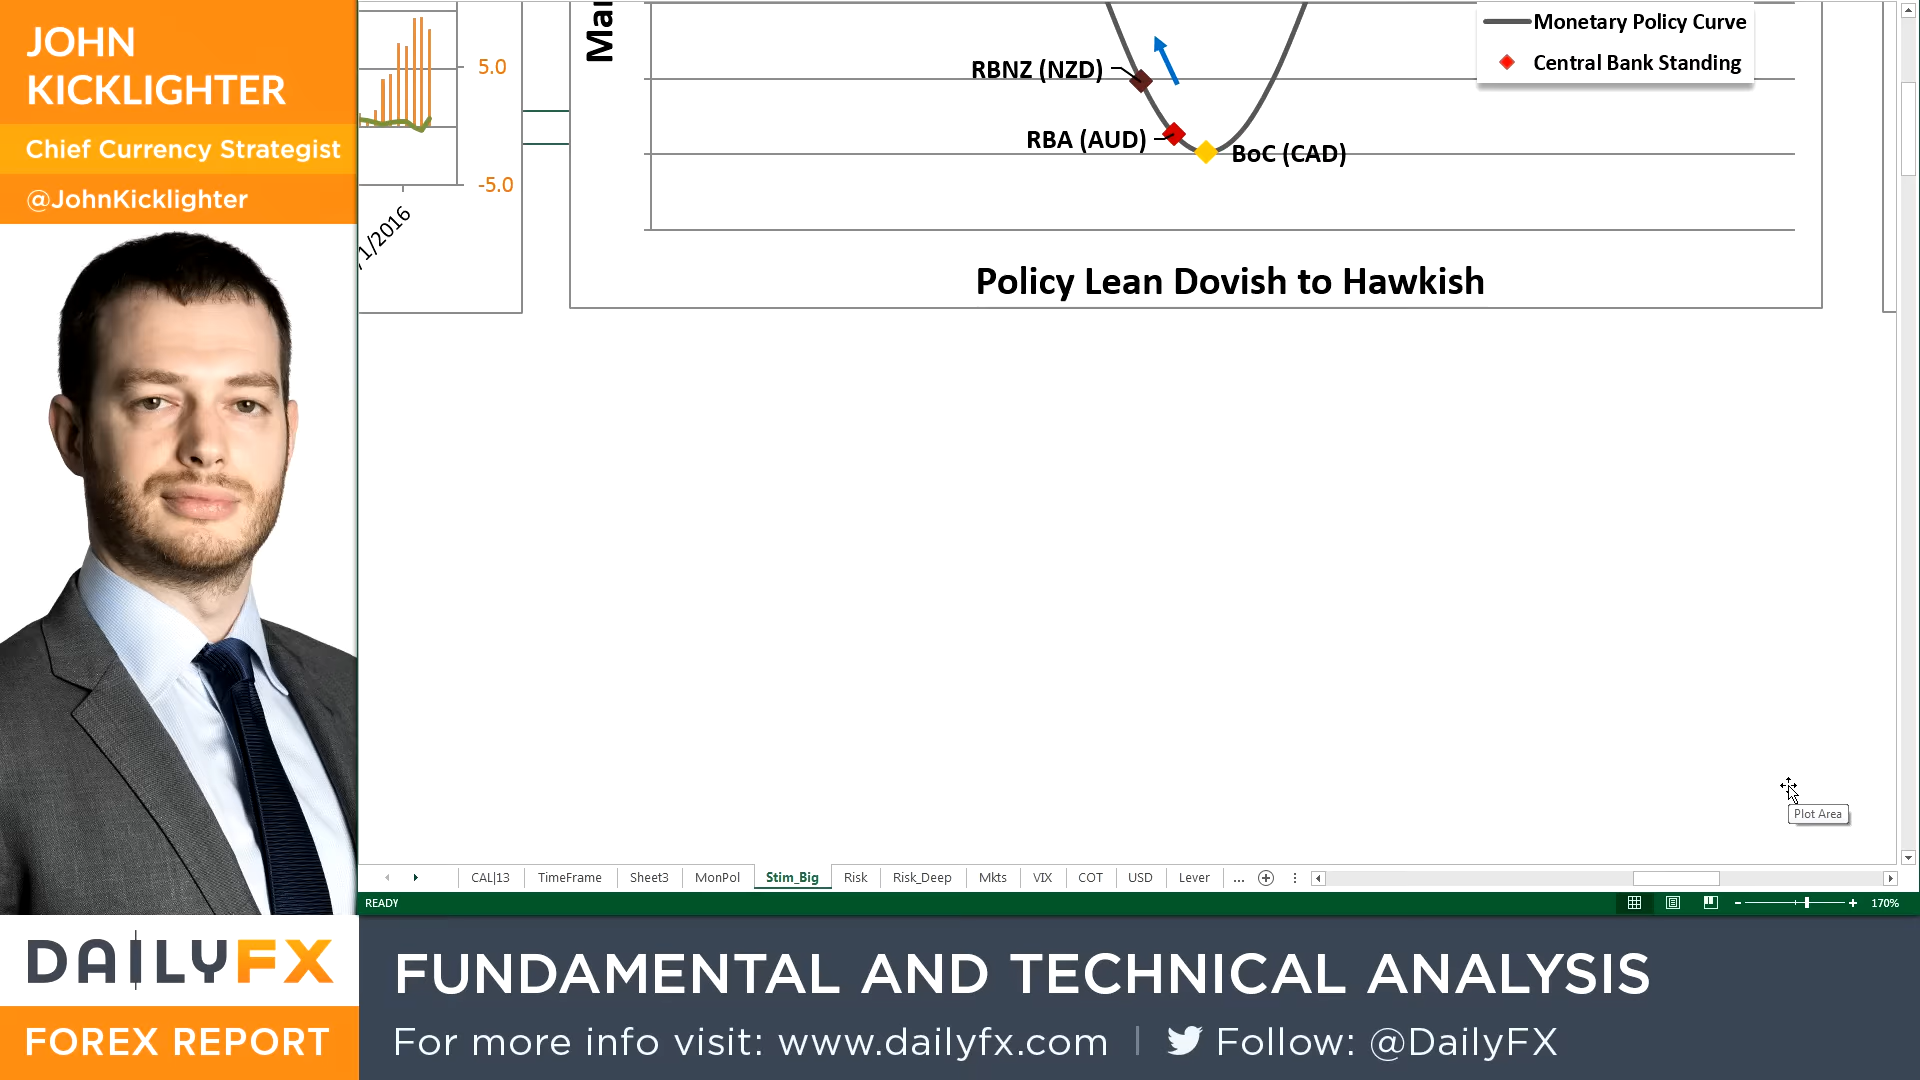 JOHN
KICKLIGHTER
Chief Currency Strategist
@JohnKicklighter
5.0
-5.0
/1/2016
Monetary Policy Curve
Central Bank Standing
RBNZ (NZD)
RBA (AUD)
BoC (CAD)
Policy Lean Dovish to Hawkish
Plot Area
CAL|13 TimeFrame Sheet3 MonPol Stim_Big Risk Risk_Deep Mkts VIX COT USD Lever ...
READY
170%
DAILYFX
FOREX REPORT
FUNDAMENTAL AND TECHNICAL ANALYSIS
For more info visit: www.dailyfx.com | Follow: @DailyFX